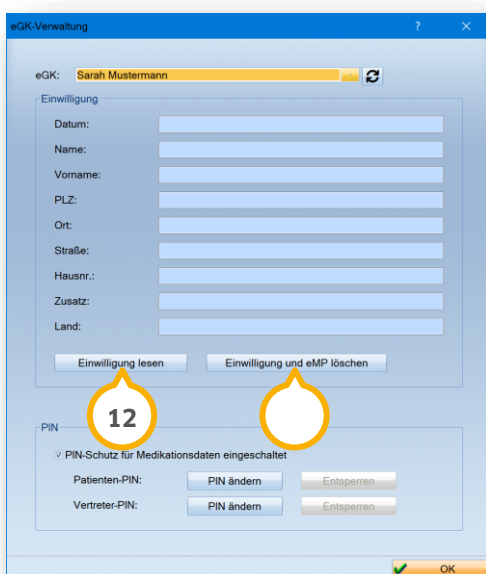 eGK-Verwaltung ? ×
eGK: Sarah Mustermann
Einwilligung
Datum:
Name:
Vorname:
PLZ:
Ort:
Straße:
Hausnr.:
Zusatz:
Land:
Einwilligung lesen Einwilligung und eMP löschen
12
PIN
PIN-Schutz für Medikationsdaten eingeschaltet
Patienten-PIN: PIN ändern Entsperren
Vertreter-PIN: PIN ändern Entsperren
OK